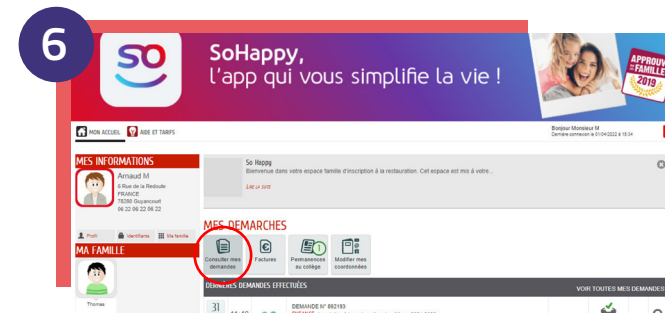 6
SO
SoHappy,
l'app qui vous simplifie la vie !
APPROUV
FAMILLE
2019
MON ACCUEIL AIDE ET TARIFS
Bonjour Monsieur M
Dernière connexion le 01/04/2022 à 15:34
MES INFORMATIONS
Arnaud M
6 Rue de la Redoute
FRANCE
78280 Guyancourt
06 22 06 22 06 22
Profil Identifiants Ma famille
So Happy
Bienvenue dans votre espace famille d'inscription à la restauration. Cet espace est mis à votre...
LIRE LA SUITE
MES DEMARCHES
Consulter mes demandes
Factures
Permanences au collège
1
Modifier mes coordonnées
MA FAMILLE
Thomas
DERNIÈRES DEMANDES EFFECTUÉES
VOIR TOUTES MES DEMANDES
31
DEMANDE N° 892193